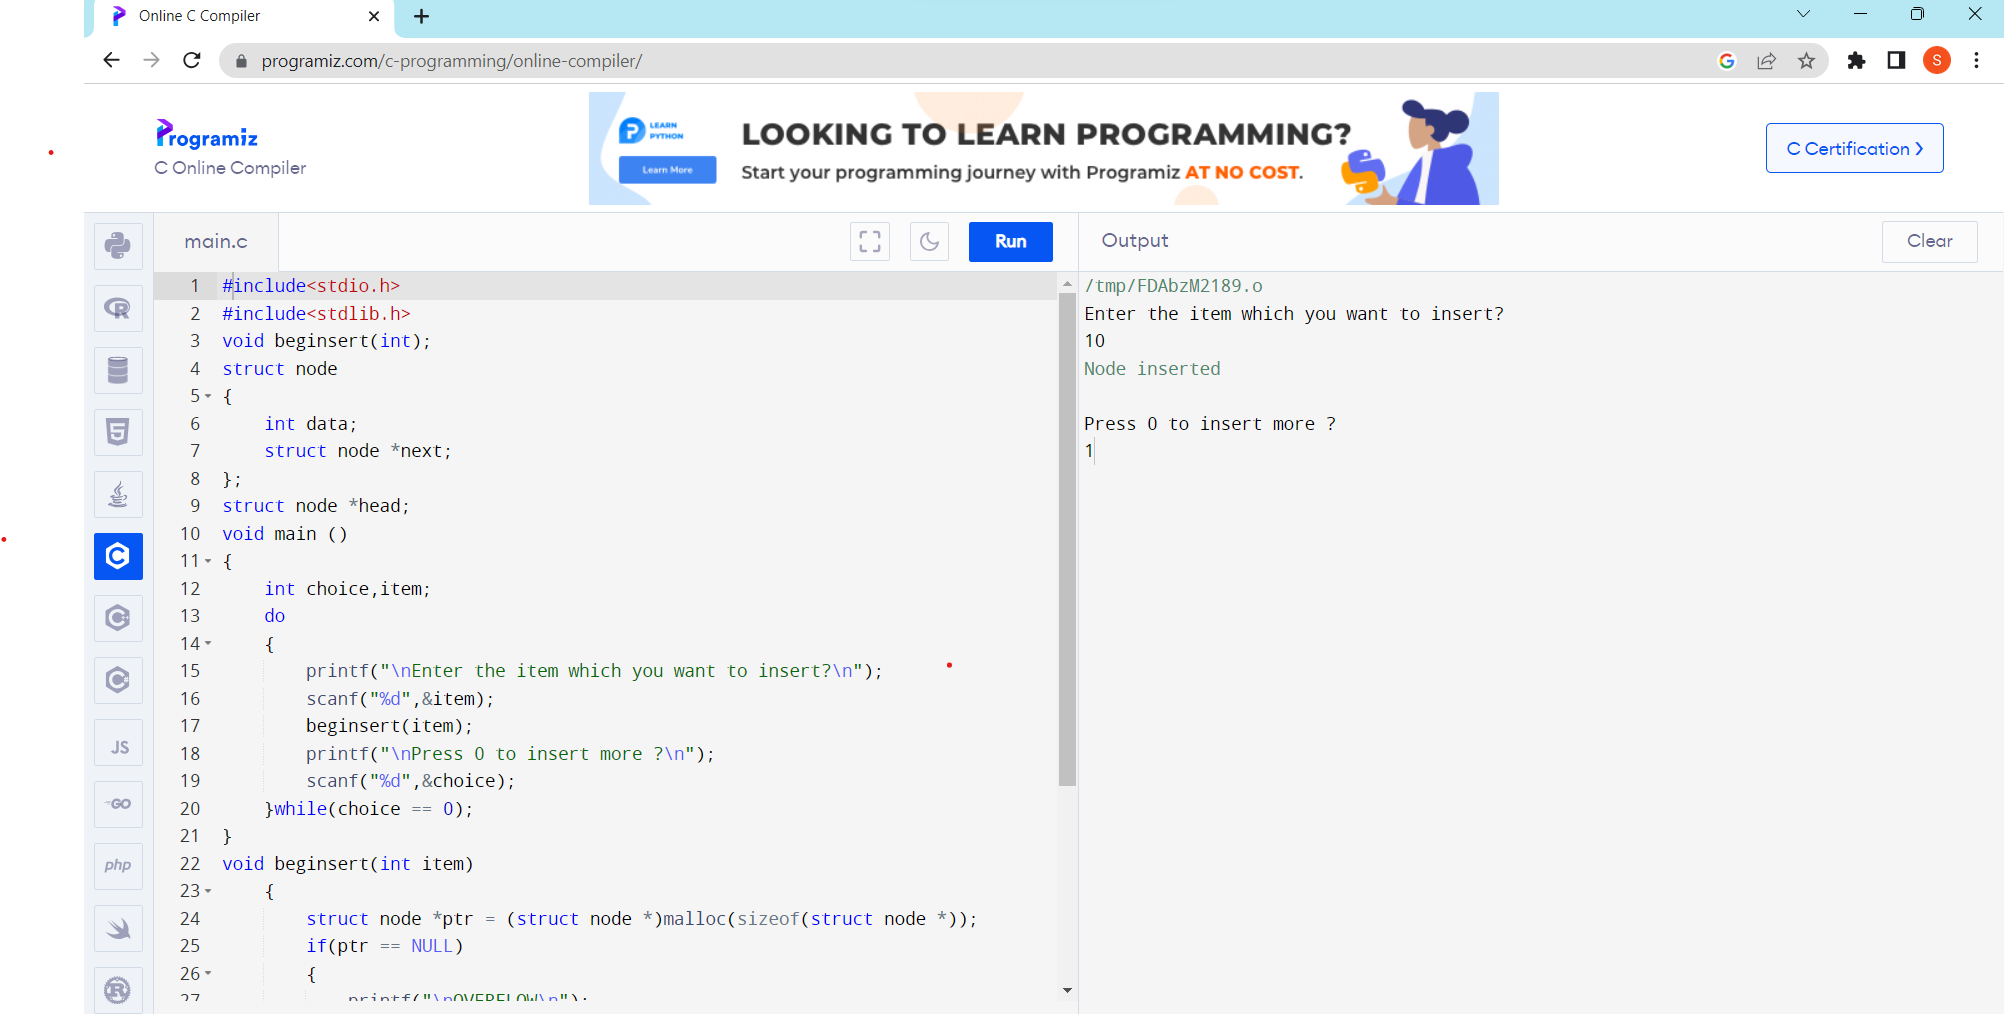 Online C Compiler
programiz.com/c-programming/online-compiler/
S
Programiz
C Online Compiler
LEARN PYTHON
Learn More
LOOKING TO LEARN PROGRAMMING?
Start your programming journey with Programiz AT NO COST.
C Certification
main.c
Run
Output
Clear
1 #include<stdio.h>
2 #include<stdlib.h>
3 void beginsert(int);
4 struct node
5 {
6 int data;
7 struct node *next;
8 };
9 struct node *head;
10 void main ()
11 {
12 int choice,item;
13 do
14 {
15 printf("\nEnter the item which you want to insert?\n");
16 scanf("%d",&item);
17 beginsert(item);
18 printf("\nPress 0 to insert more ?\n");
19 scanf("%d",&choice);
20 }while(choice == 0);
21 }
22 void beginsert(int item)
23 {
24 struct node *ptr = (struct node *)malloc(sizeof(struct node *));
25 if(ptr == NULL)
26 {
27 printf("\nOVERFLOW\n");
/tmp/FDAbzM2189.o
Enter the item which you want to insert?
10
Node inserted
Press 0 to insert more ?
1
R
5
C
C
C
JS
GO
php
R